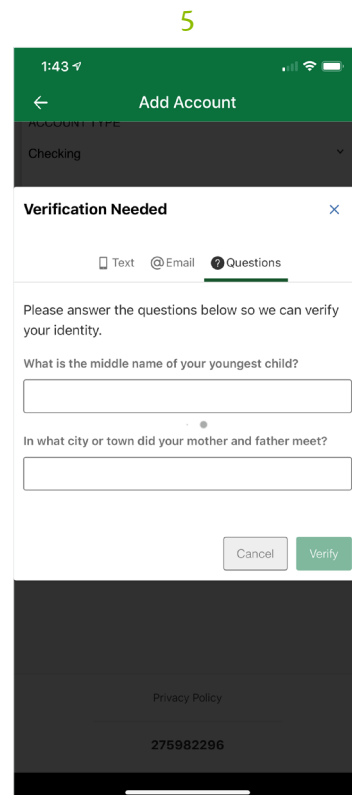 5
1:43
Add Account
ACCOUNT TYPE
Checking
Verification Needed
Text @Email Questions
Please answer the questions below so we can verify
your identity.
What is the middle name of your youngest child?
In what city or town did your mother and father meet?
Cancel Verify
Privacy Policy
275982296